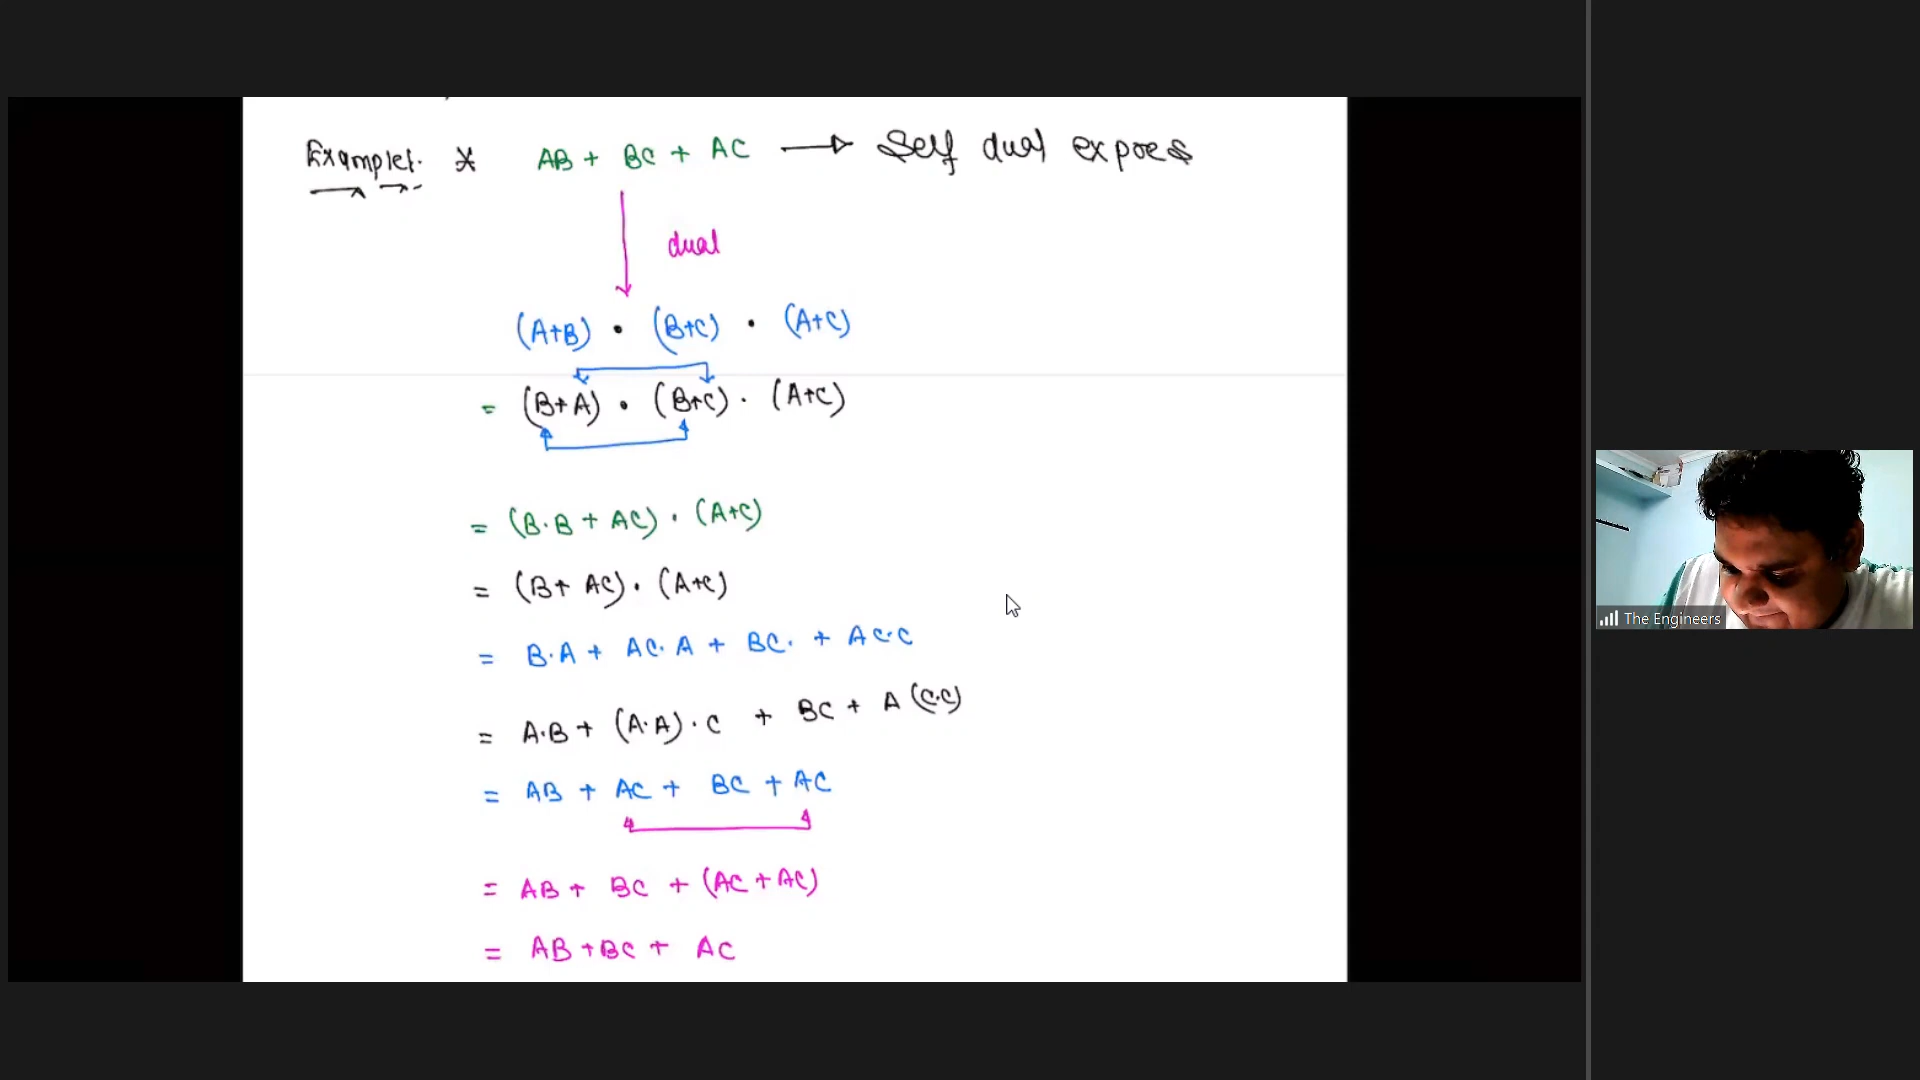 Example:- * AB + BC + AC → Self dual expres
dual
(A+B) • (B+C) • (A+C)
= (B+A) • (B+C) • (A+C)
= (B·B + AC) · (A+C)
= (B+ AC) · (A+C)
= B·A + AC·A + BC· + AC·C
= A·B + (A·A)·C + BC + A (C·C)
= AB + AC + BC + AC
= AB + BC + (AC + AC)
= AB + BC + AC
The Engineers